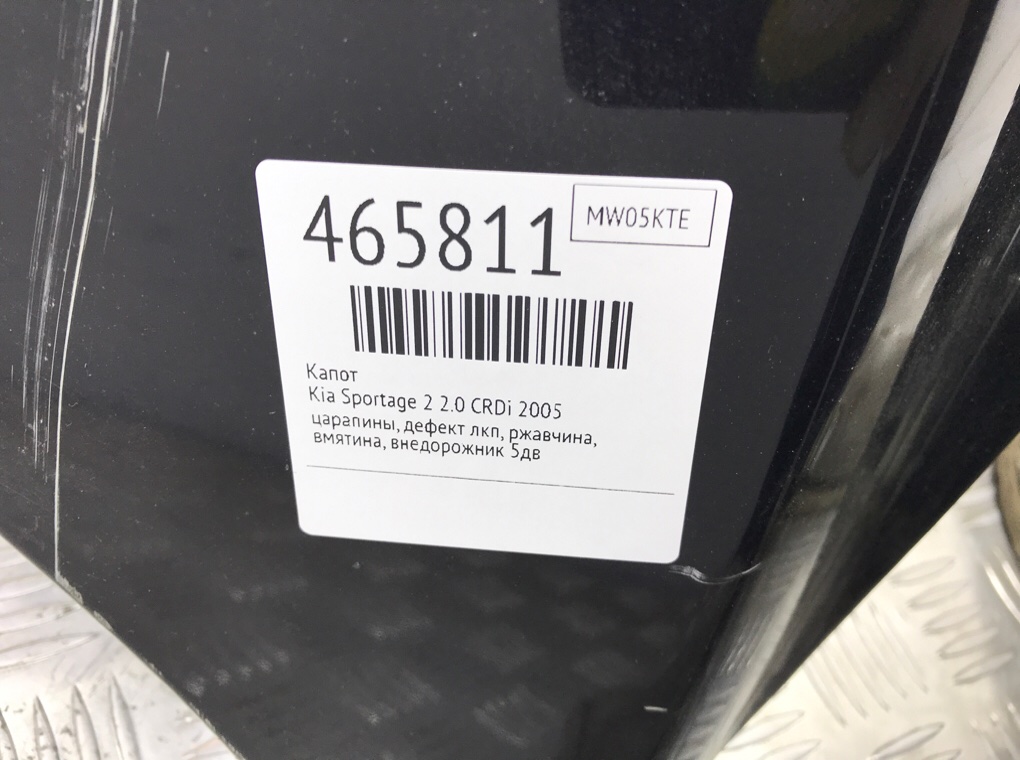 465811
MW05KTE
Капот
Kia Sportage 2 2.0 CRDi 2005
царапины, дефект лкп, ржавчина,
вмятина, внедорожник 5дв